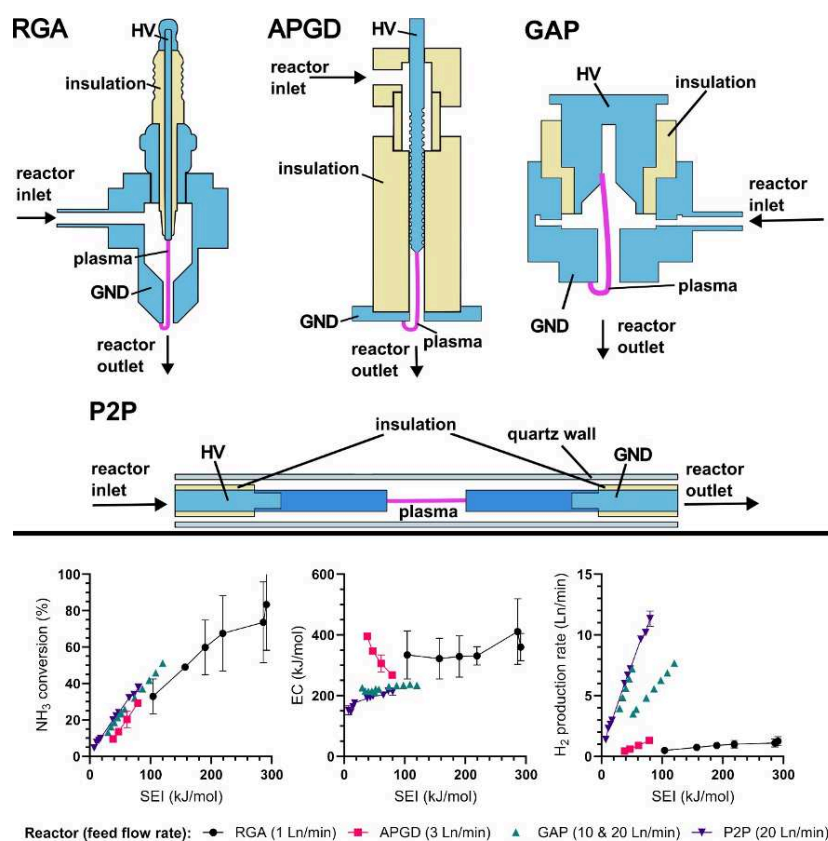 RGA
HV
insulation
reactor
inlet
plasma
GND
reactor
outlet
APGD
HV
reactor
inlet
insulation
GND
plasma
reactor
outlet
GAP
HV
insulation
reactor
inlet
plasma
GND
reactor
outlet
P2P
insulation
quartz wall
HV
GND
reactor
inlet
reactor
outlet
plasma
NH3 conversion (%)
100
80
60
40
20
0
0 100 200 300
SEI (kJ/mol)
EC (kJ/mol)
600
400
200
0
0 100 200 300
SEI (kJ/mol)
H2 production rate (Ln/min)
15
10
5
0
0 100 200 300
SEI (kJ/mol)
Reactor (feed flow rate): RGA (1 Ln/min) APGD (3 Ln/min) GAP (10 & 20 Ln/min) P2P (20 Ln/min)